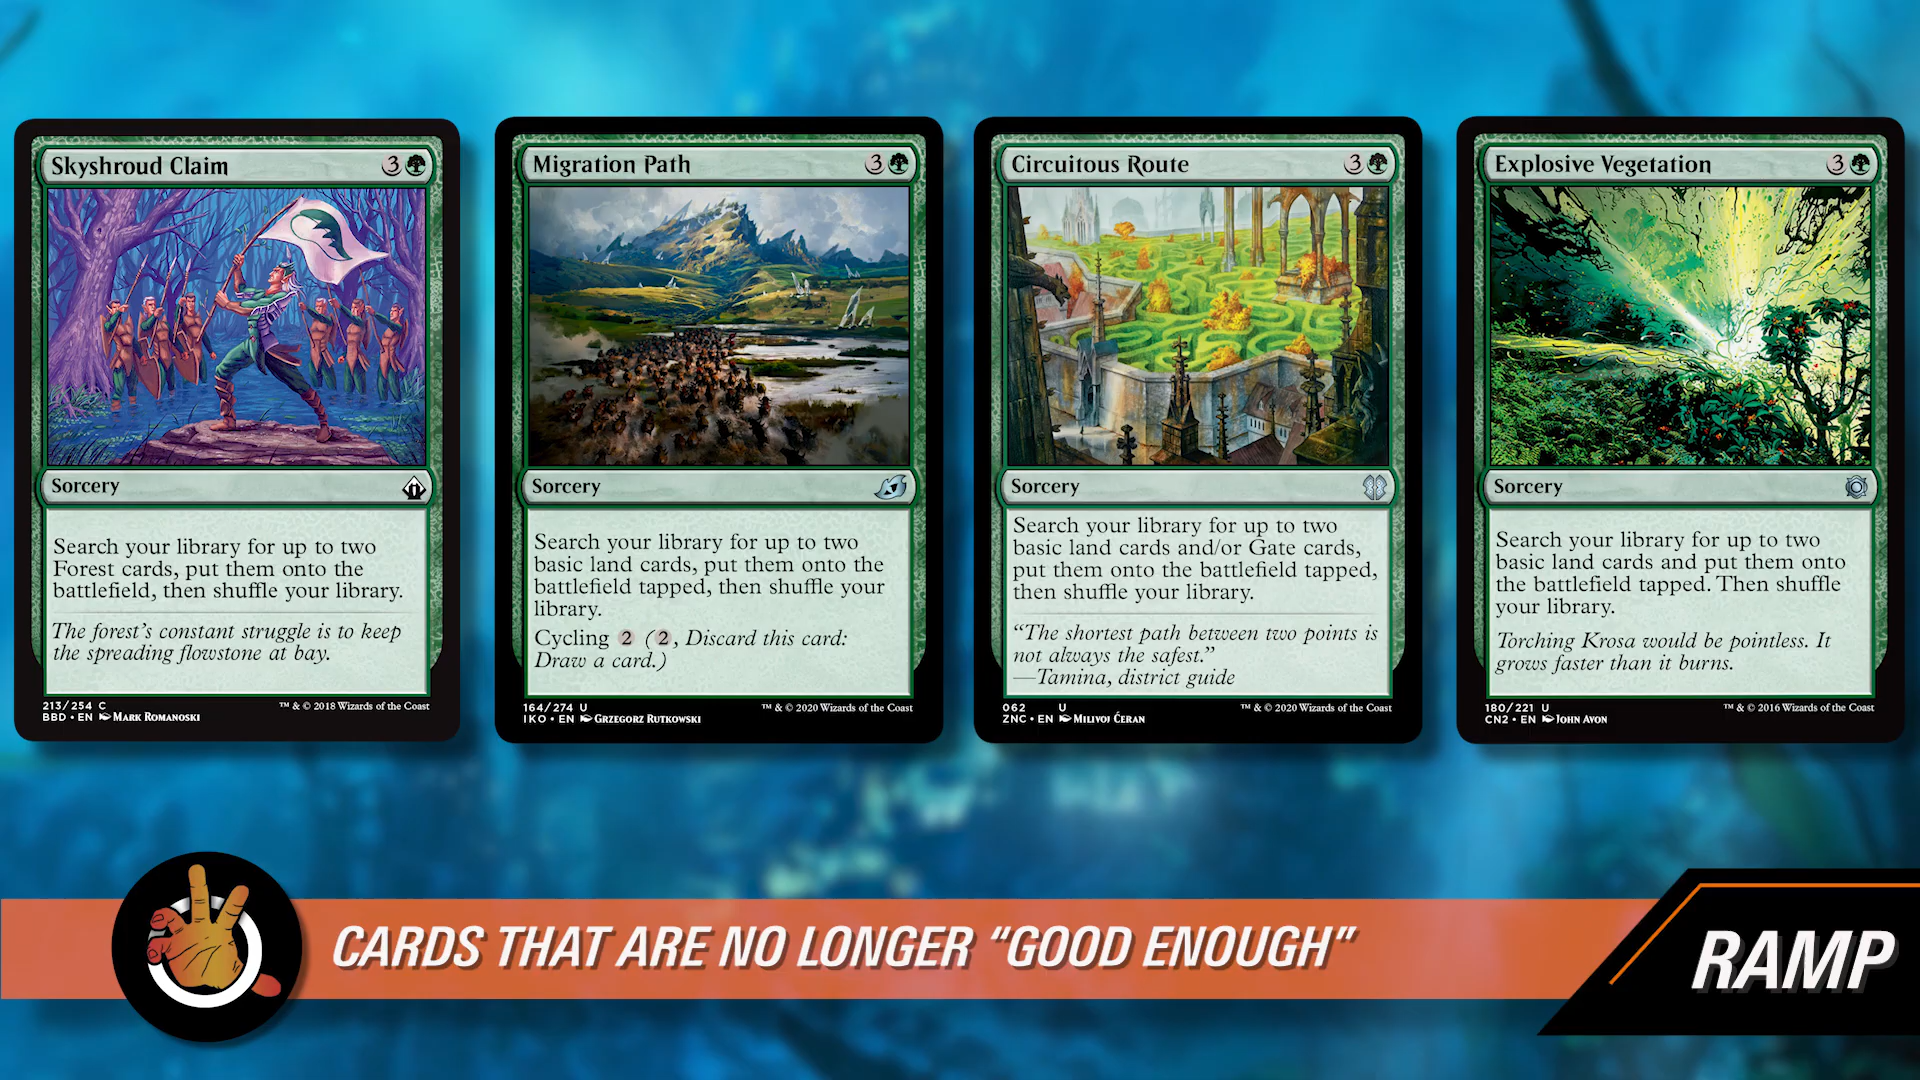 Skyshroud Claim 3
Sorcery
Search your library for up to two
Forest cards, put them onto the
battlefield, then shuffle your library.
The forest's constant struggle is to keep
the spreading flowstone at bay.
213/254 C
BBD • EN Mark Romanoski
™ & © 2018 Wizards of the Coast
Migration Path 3
Sorcery
Search your library for up to two
basic land cards, put them onto the
battlefield tapped, then shuffle your
library.
Cycling 2 (2, Discard this card:
Draw a card.)
164/274 U
IKO • EN Grzegorz Rutkowski
™ & © 2020 Wizards of the Coast
Circuitous Route 3
Sorcery
Search your library for up to two
basic land cards and/or Gate cards,
put them onto the battlefield tapped,
then shuffle your library.
“The shortest path between two points is
not always the safest.”
—Tamina, district guide
062 U
ZNC • EN Milivoj Ćeran
™ & © 2020 Wizards of the Coast
Explosive Vegetation 3
Sorcery
Search your library for up to two
basic land cards and put them onto
the battlefield tapped. Then shuffle
your library.
Torching Krosa would be pointless. It
grows faster than it burns.
180/221 U
CN2 • EN John Avon
™ & © 2016 Wizards of the Coast
CARDS THAT ARE NO LONGER “GOOD ENOUGH”
RAMP